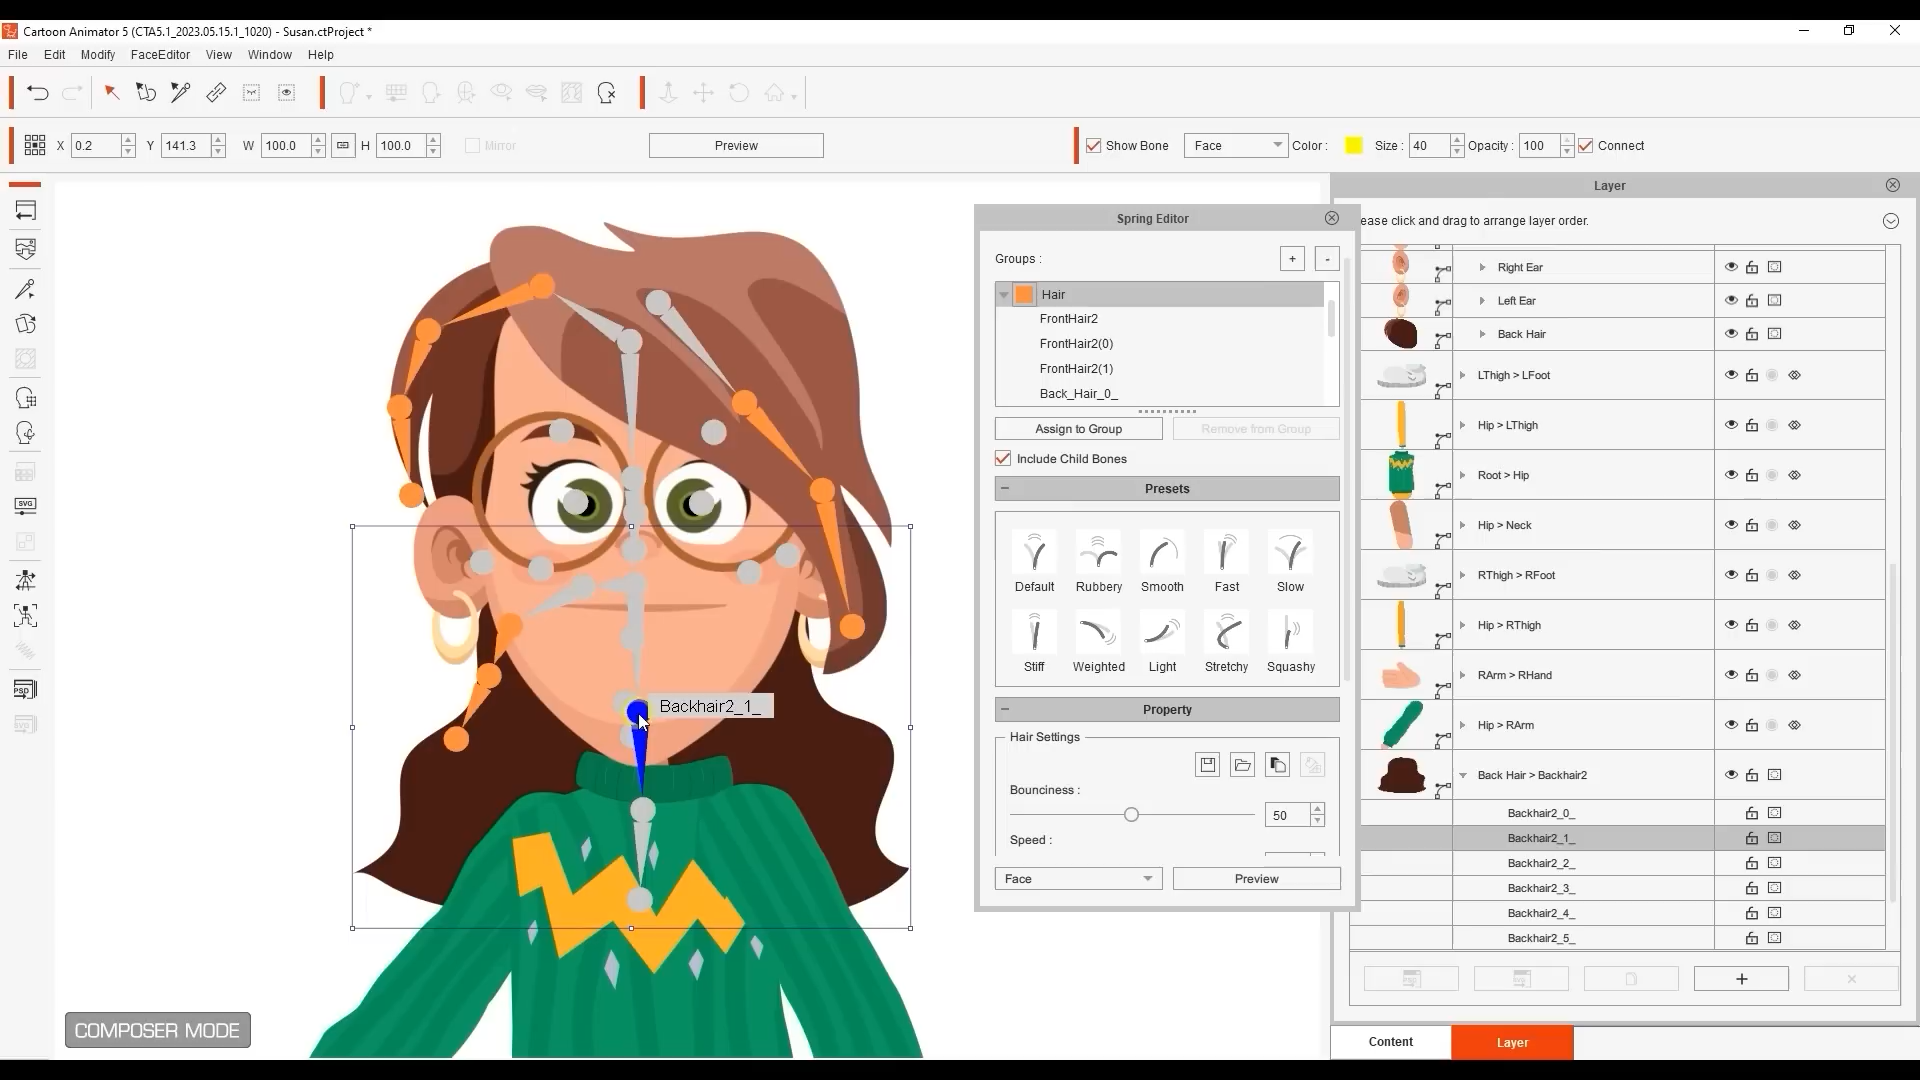 Cartoon Animator 5 (CTA5.1_2023.05.15.1_1020) - Susan.ctProject *
File Edit Modify FaceEditor View Window Help
X 0.2 Y 141.3 W 100.0 H 100.0 Mirror Preview Show Bone Face Color : Size : 40 Opacity : 100 Connect
Layer
ease click and drag to arrange layer order.
Right Ear
Left Ear
Back Hair
LThigh > LFoot
Hip > LThigh
Root > Hip
Hip > Neck
RThigh > RFoot
Hip > RThigh
RArm > RHand
Hip > RArm
Back Hair > Backhair2
Backhair2_0_
Backhair2_1_
Backhair2_2_
Backhair2_3_
Backhair2_4_
Backhair2_5_
PSD
SVG
+
Content Layer
Spring Editor
Groups :
+ -
Hair
FrontHair2
FrontHair2(0)
FrontHair2(1)
Back_Hair_0_
Assign to Group Remove from Group
Include Child Bones
Presets
Default Rubbery Smooth Fast Slow
Stiff Weighted Light Stretchy Squashy
Property
Hair Settings
Bounciness :
50
Speed :
Face Preview
Backhair2_1_
SVG
PSD
SVG
COMPOSER MODE